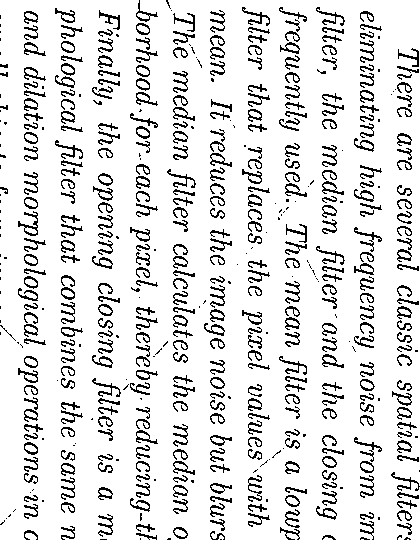 There are several classic spatial filters
eliminating high frequency noise from im
filter, the median filter and the closing o
frequently used. The mean filter is a lowp
filter that replaces the pixel values with
mean. It reduces the image noise but blurs
The median filter calculates the median o
borhood for each pixel, thereby reducing th
Finally, the opening closing filter is a m
phological filter that combines the same n
and dilation morphological operations in o